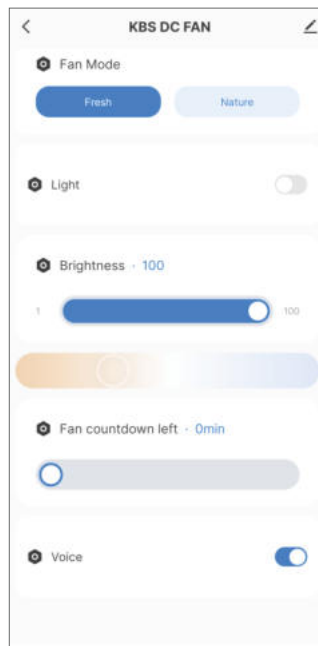 KBS DC FAN
Fan Mode
Fresh Nature
Light
Brightness · 100
1 100
Fan countdown left · 0min
Voice